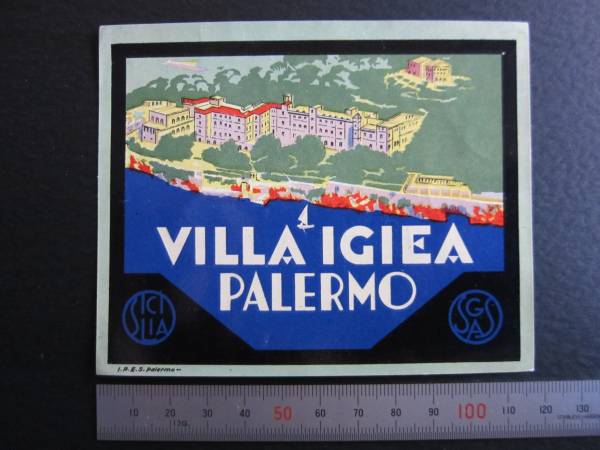 VILLA IGIEA
PALERMO
SICI
LIA
SGAS
I.R.E.S. Palermo
10 20 30 40 50 60 70 80 90 100 110 120 130